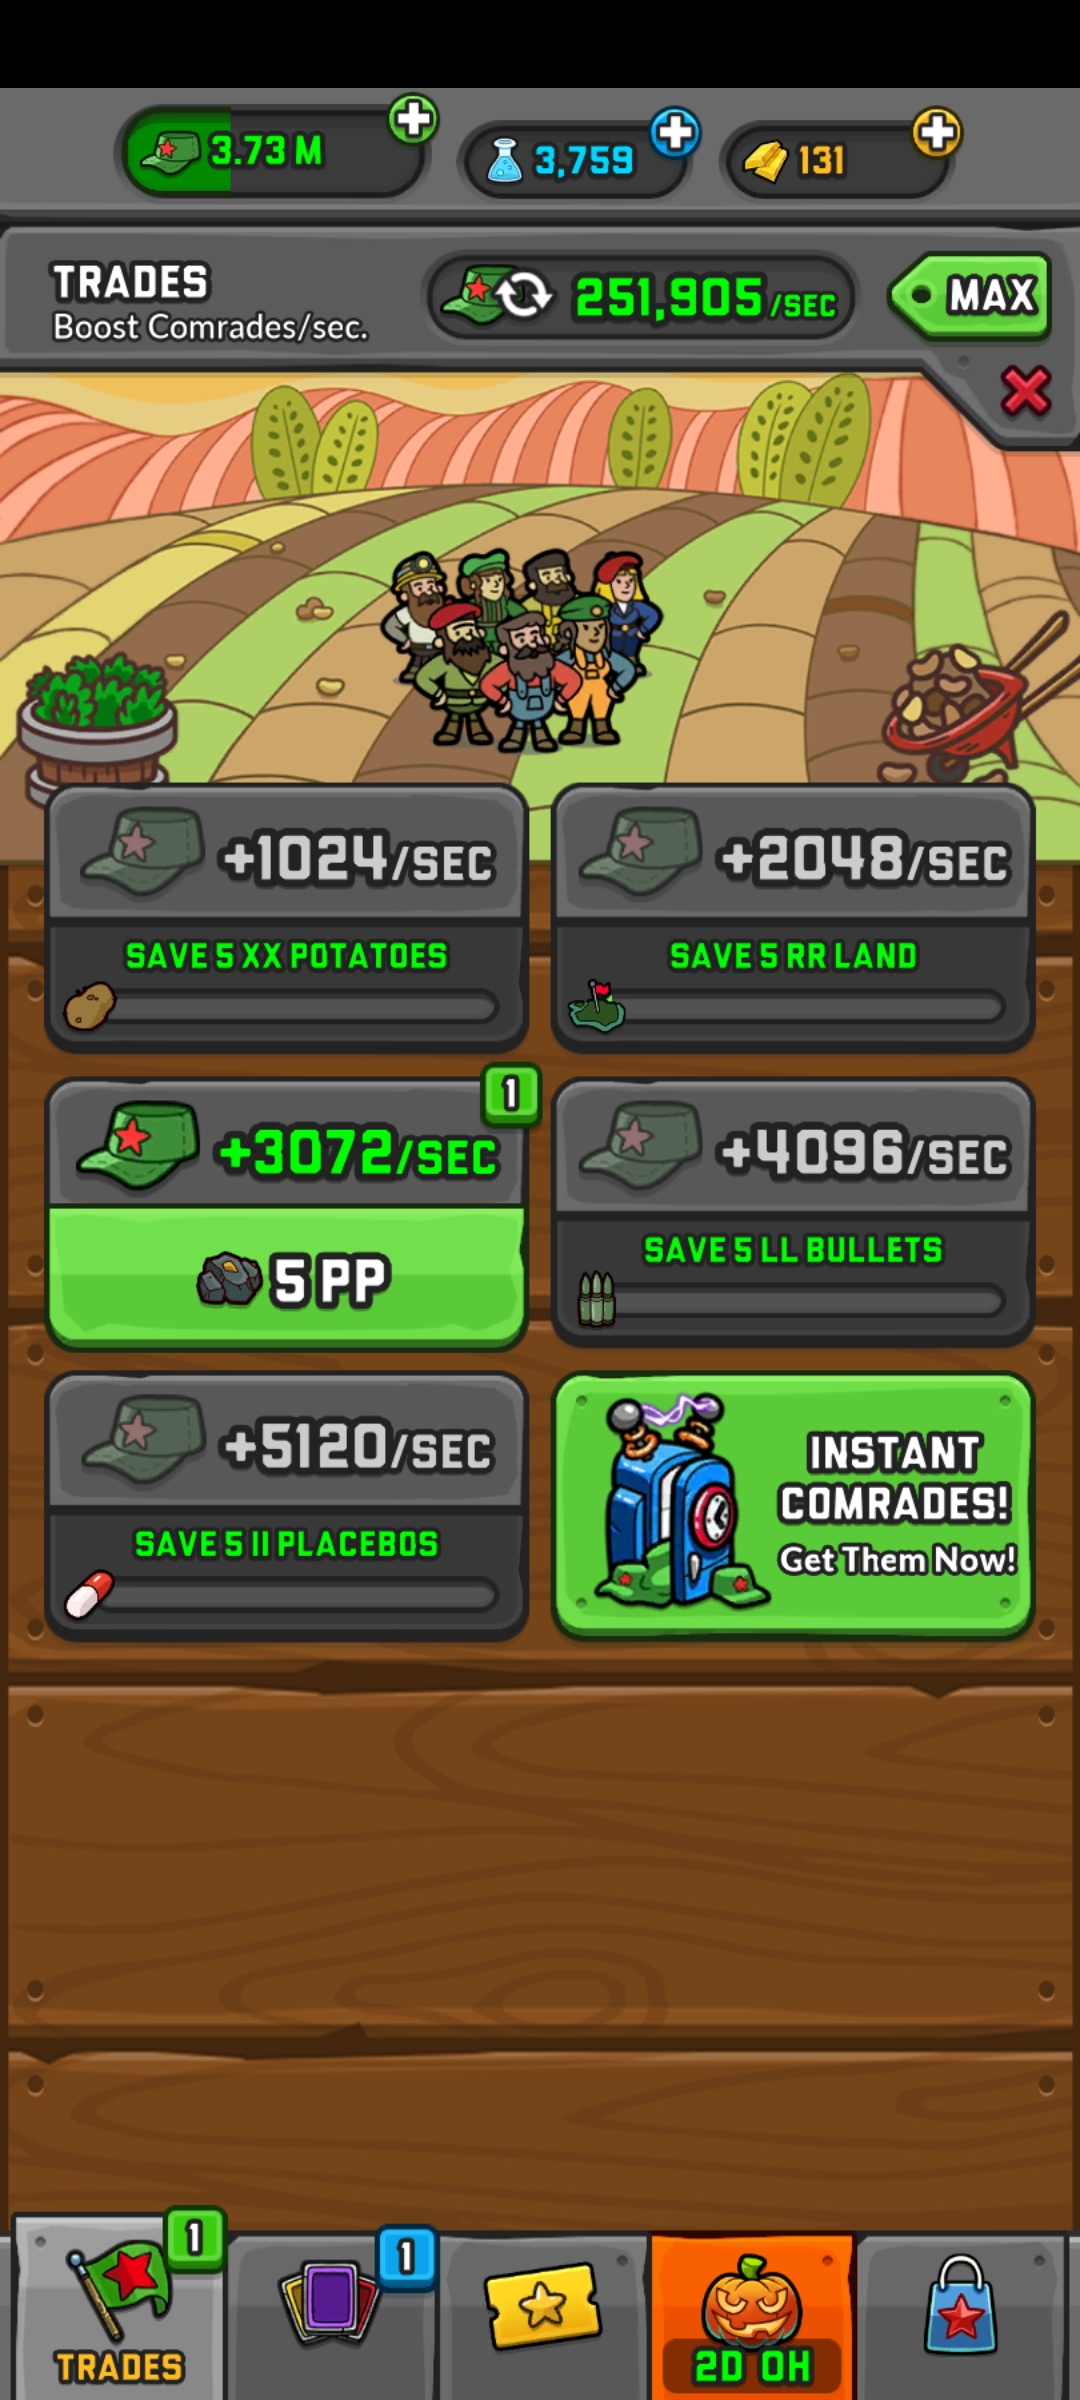 3.73 M
3,759
131
TRADES
Boost Comrades/sec.
251,905/SEC
MAX
+1024/SEC
SAVE 5 XX POTATOES
+2048/SEC
SAVE 5 RR LAND
1
+3072/SEC
5 PP
+4096/SEC
SAVE 5 LL BULLETS
+5120/SEC
SAVE 5 II PLACEBOS
INSTANT
COMRADES!
Get Them Now!
1
TRADES
1
2D 0H